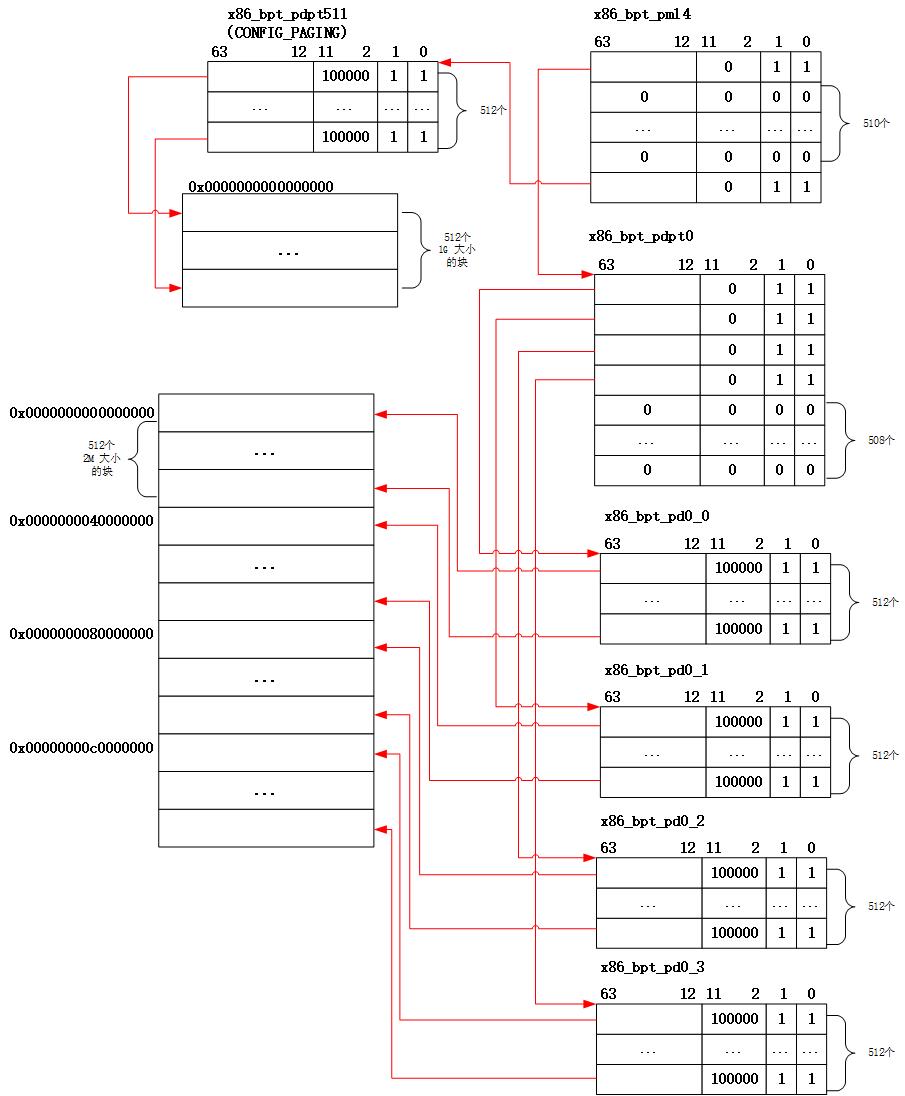 x86_bpt_pdpt511
(CONFIG_PAGING)
63 12 11 2 1 0
100000 1 1
... ... ... ...
100000 1 1
512个
0x0000000000000000
...
512个
1G 大小
的块
x86_bpt_pml4
63 12 11 2 1 0
0 1 1
0 0 0 0
... ... ... ...
0 0 0 0
0 1 1
510个
x86_bpt_pdpt0
63 12 11 2 1 0
0 1 1
0 1 1
0 1 1
0 1 1
0 0 0 0
... ... ... ...
0 0 0 0
508个
0x0000000000000000
...
512个
2M 大小
的块
0x0000000040000000
...
0x0000000080000000
...
0x00000000c0000000
...
x86_bpt_pd0_0
63 12 11 2 1 0
100000 1 1
... ... ... ...
100000 1 1
512个
x86_bpt_pd0_1
63 12 11 2 1 0
100000 1 1
... ... ... ...
100000 1 1
512个
x86_bpt_pd0_2
63 12 11 2 1 0
100000 1 1
... ... ... ...
100000 1 1
512个
x86_bpt_pd0_3
63 12 11 2 1 0
100000 1 1
... ... ... ...
100000 1 1
512个